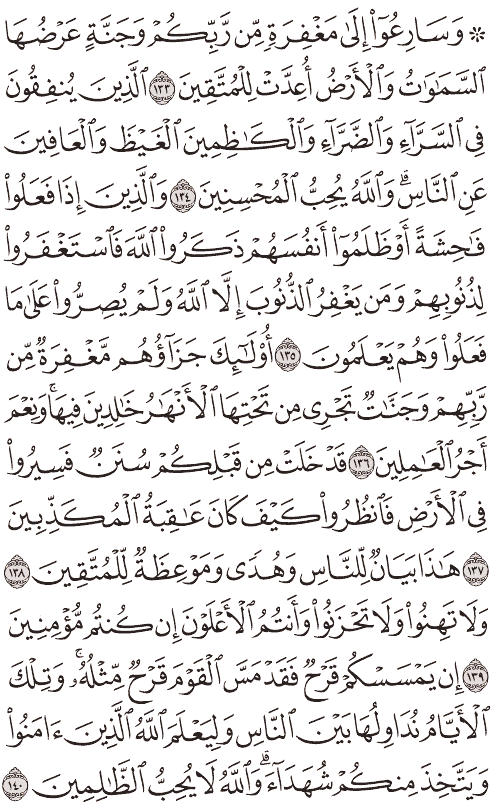 ۞ وَسَارِعُوٓا۟ إِلَىٰ مَغْفِرَةٍ مِّن رَّبِّكُمْ وَجَنَّةٍ عَرْضُهَا
ٱلسَّمَـٰوَٰتُ وَٱلْأَرْضُ أُعِدَّتْ لِلْمُتَّقِينَ ١٣٣ ٱلَّذِينَ يُنفِقُونَ
فِى ٱلسَّرَّآءِ وَٱلضَّرَّآءِ وَٱلْكَـٰظِمِينَ ٱلْغَيْظَ وَٱلْعَافِينَ
عَنِ ٱلنَّاسِ ۗ وَٱللَّهُ يُحِبُّ ٱلْمُحْسِنِينَ ١٣٤ وَٱلَّذِينَ إِذَا فَعَلُوا۟
فَـٰحِشَةً أَوْ ظَلَمُوٓا۟ أَنفُسَهُمْ ذَكَرُوا۟ ٱللَّهَ فَٱسْتَغْفَرُوا۟
لِذُنُوبِهِمْ وَمَن يَغْفِرُ ٱلذُّنُوبَ إِلَّا ٱللَّهُ وَلَمْ يُصِرُّوا۟ عَلَىٰ مَا
فَعَلُوا۟ وَهُمْ يَعْلَمُونَ ١٣٥ أُو۟لَـٰٓئِكَ جَزَآؤُهُم مَّغْفِرَةٌ مِّن
رَّبِّهِمْ وَجَنَّـٰتٌ تَجْرِى مِن تَحْتِهَا ٱلْأَنْهَـٰرُ خَـٰلِدِينَ فِيهَا ۚ وَنِعْمَ
أَجْرُ ٱلْعَـٰمِلِينَ ١٣٦ قَدْ خَلَتْ مِن قَبْلِكُمْ سُنَنٌ فَسِيرُوا۟
فِى ٱلْأَرْضِ فَٱنظُرُوا۟ كَيْفَ كَانَ عَـٰقِبَةُ ٱلْمُكَذِّبِينَ
١٣٧ هَـٰذَا بَيَانٌ لِّلنَّاسِ وَهُدًى وَمَوْعِظَةٌ لِّلْمُتَّقِينَ ١٣٨
وَلَا تَهِنُوا۟ وَلَا تَحْزَنُوا۟ وَأَنتُمُ ٱلْأَعْلَوْنَ إِن كُنتُم مُّؤْمِنِينَ
١٣٩ إِن يَمْسَسْكُمْ قَرْحٌ فَقَدْ مَسَّ ٱلْقَوْمَ قَرْحٌ مِّثْلُهُۥ ۚ وَتِلْكَ
ٱلْأَيَّامُ نُدَاوِلُهَا بَيْنَ ٱلنَّاسِ وَلِيَعْلَمَ ٱللَّهُ ٱلَّذِينَ ءَامَنُوا۟
وَيَتَّخِذَ مِنكُمْ شُهَدَآءَ ۗ وَٱللَّهُ لَا يُحِبُّ ٱلظَّـٰلِمِينَ ١٤٠